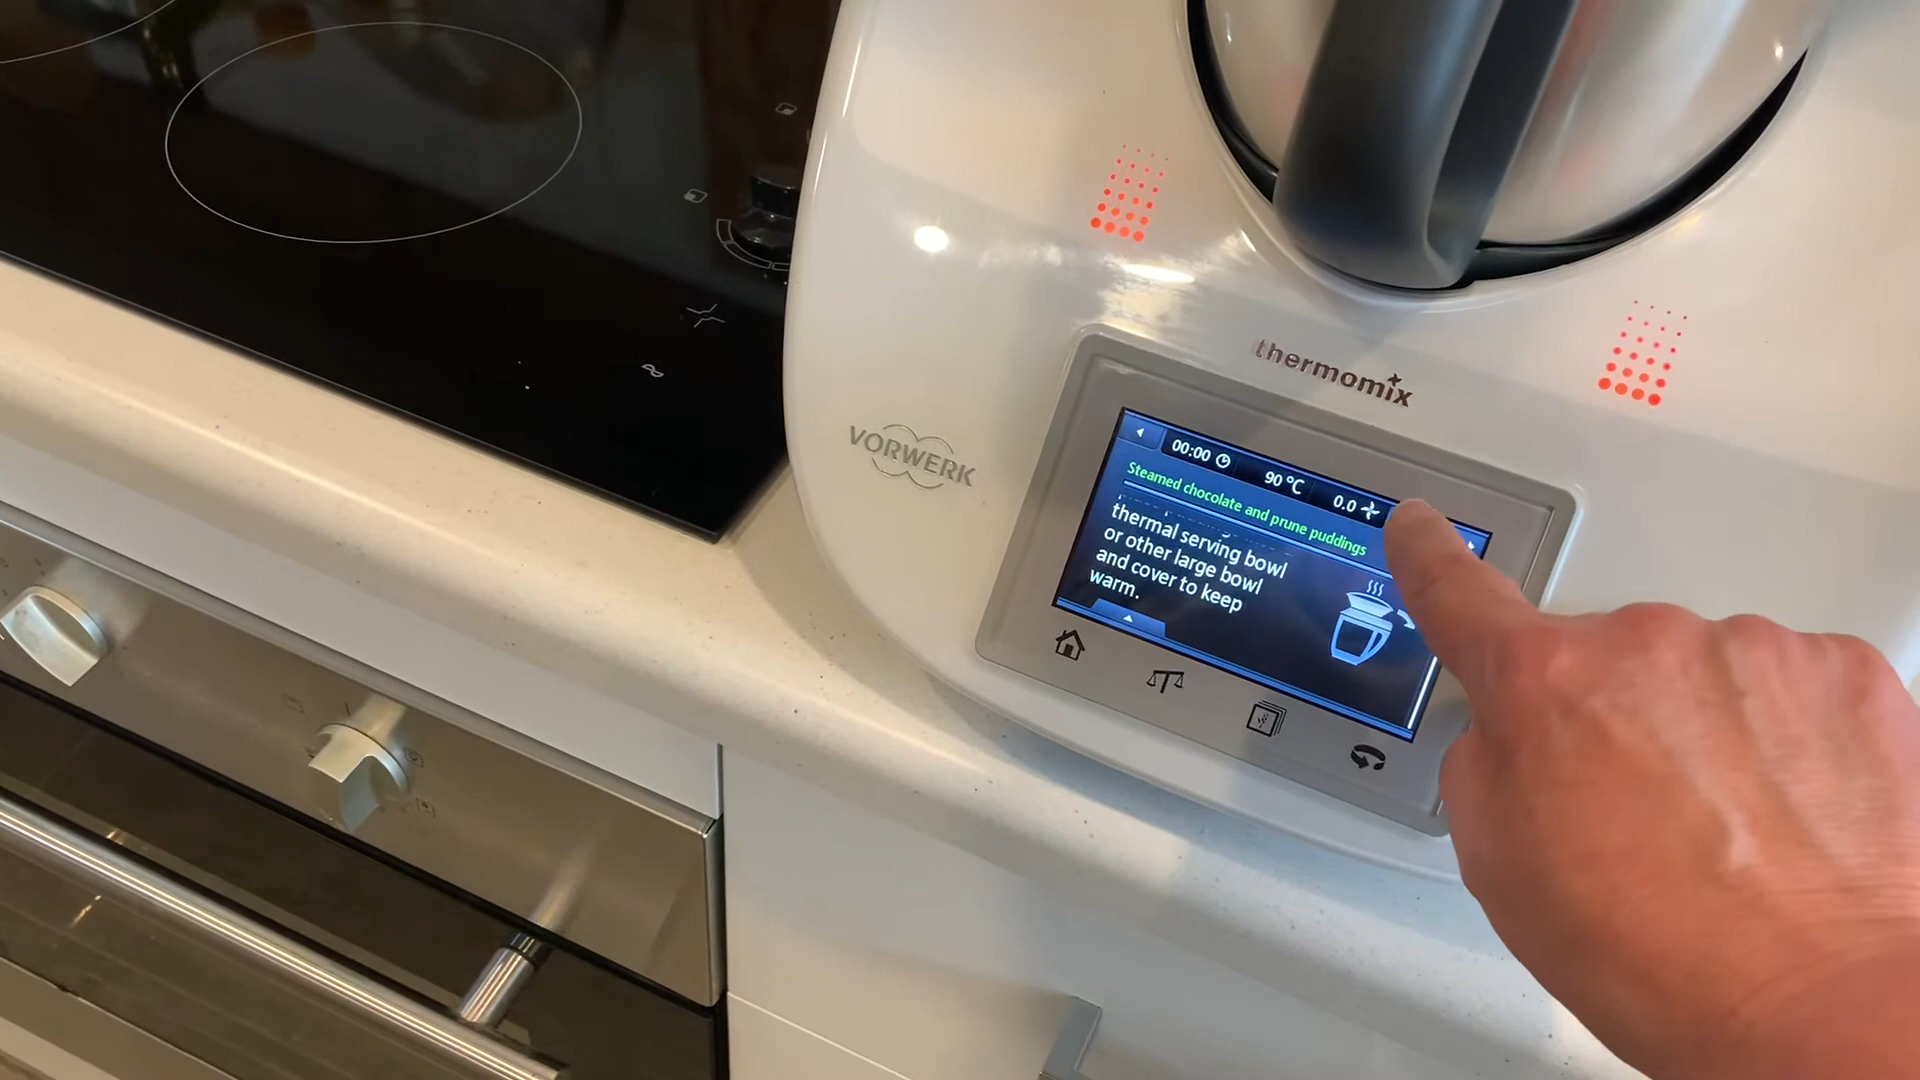 thermomix
VORWERK
00:00 90 °C 0.0
Steamed chocolate and prune puddings
thermal serving bowl
or other large bowl
and cover to keep
warm.